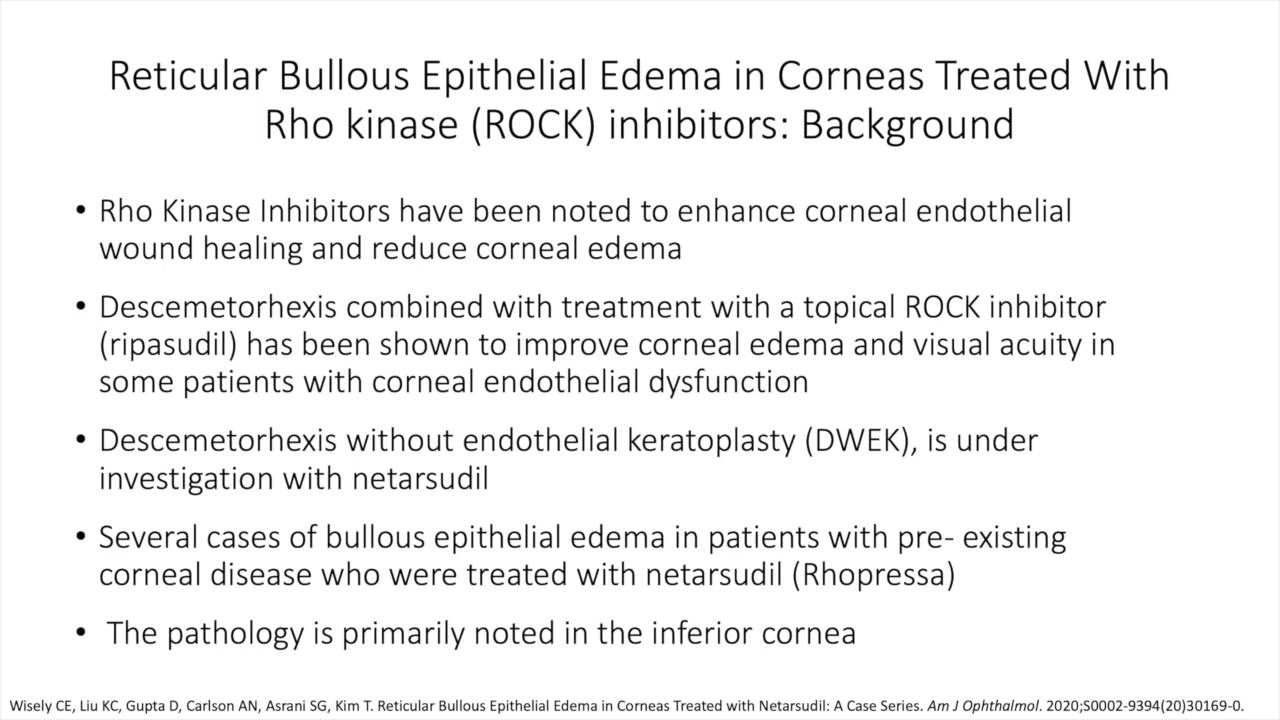 Reticular Bullous Epithelial Edema in Corneas Treated With
Rho kinase (ROCK) inhibitors: Background
• Rho Kinase Inhibitors have been noted to enhance corneal endothelial
wound healing and reduce corneal edema
• Descemetorhexis combined with treatment with a topical ROCK inhibitor
(ripasudil) has been shown to improve corneal edema and visual acuity in
some patients with corneal endothelial dysfunction
• Descemetorhexis without endothelial keratoplasty (DWEK), is under
investigation with netarsudil
• Several cases of bullous epithelial edema in patients with pre- existing
corneal disease who were treated with netarsudil (Rhopressa)
• The pathology is primarily noted in the inferior cornea
Wisely CE, Liu KC, Gupta D, Carlson AN, Asrani SG, Kim T. Reticular Bullous Epithelial Edema in Corneas Treated with Netarsudil: A Case Series. Am J Ophthalmol. 2020;S0002-9394(20)30169-0.